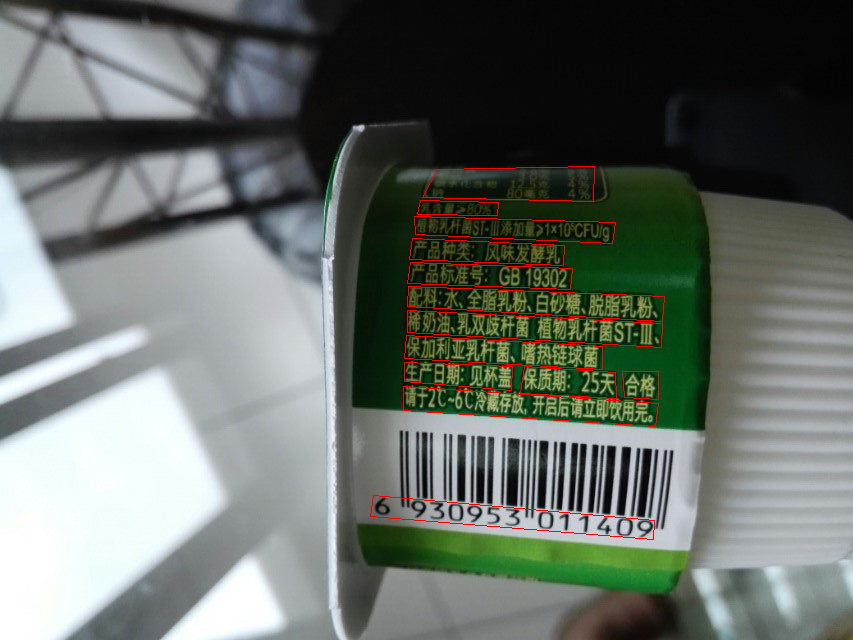 含量≥80%
植物乳杆菌ST-Ⅲ添加量≥1×10⁶CFU/g
产品种类：风味发酵乳
产品标准号：GB 19302
配料:水、全脂乳粉、白砂糖、脱脂乳粉、
稀奶油、乳双歧杆菌 植物乳杆菌ST-Ⅲ、
保加利亚乳杆菌、嗜热链球菌
生产日期：见杯盖 保质期：25天 合格
请于2℃~6℃冷藏存放, 开启后请立即饮用完。
6 930953 011409